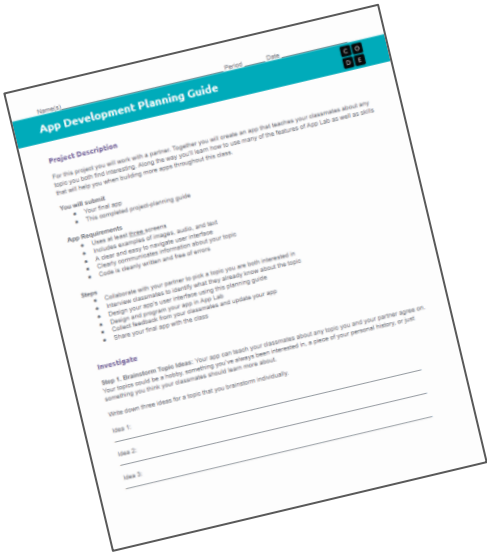 Name(s)
Period
Date
CODE
App Development Planning Guide
Project Description
For this project you will work with a partner. Together you will create an app that teaches your classmates about any
topic you both find interesting. Along the way you'll learn how to use many of the features of App Lab as well as skills
that will help you when building more apps throughout this class.
You will submit
Your final app
This completed project-planning guide
App Requirements
Uses at least three screens
Includes examples of images, audio, and text
A clear and easy to navigate user interface
Clearly communicates information about your topic
Code is cleanly written and free of errors
Steps
Collaborate with your partner to pick a topic you are both interested in
Interview classmates to identify what they already know about the topic
Design your app's user interface using this planning guide
Design and program your app in App Lab
Collect feedback from your classmates and update your app
Share your final app with the class
Investigate
Step 1. Brainstorm Topic Ideas: Your app can teach your classmates about any topic you and your partner agree on.
Your topics could be a hobby, something you've always been interested in, a piece of your personal history, or just
something you think your classmates should learn more about.
Write down three ideas for a topic that you brainstorm individually.
Idea 1:
Idea 2:
Idea 3: